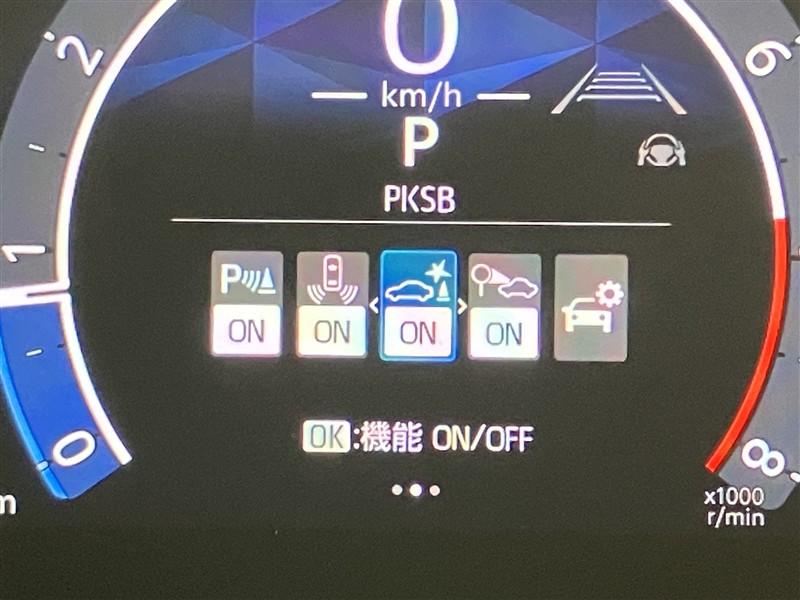 0
2
6
km/h
P
PKSB
1
P
ON
ON
ON
ON
OK:機能 ON/OFF
0
8
m
x1000
r/min